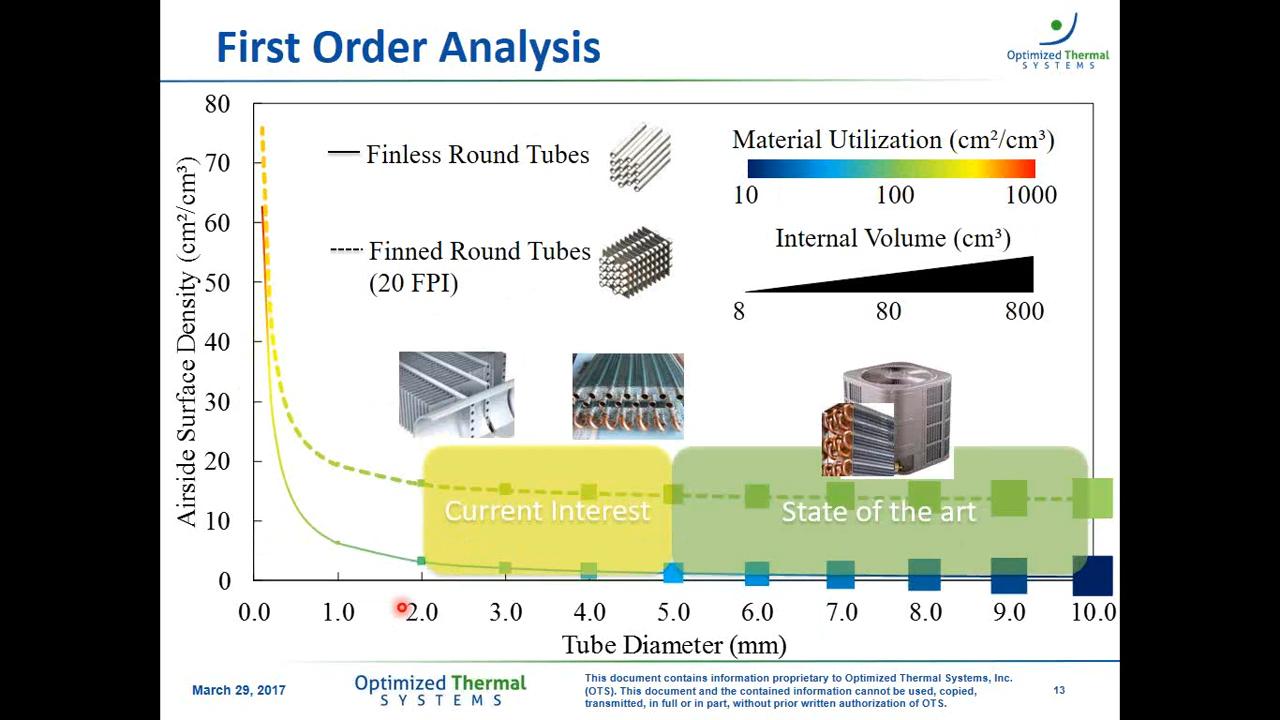 First Order Analysis
Optimized Thermal
SYSTEMS
80
70
60
50
40
30
20
10
0
Airside Surface Density (cm²/cm³)
Finless Round Tubes
Finned Round Tubes
(20 FPI)
Material Utilization (cm²/cm³)
10 100 1000
Internal Volume (cm³)
8 80 800
Current Interest
State of the art
0.0 1.0 2.0 3.0 4.0 5.0 6.0 7.0 8.0 9.0 10.0
Tube Diameter (mm)
March 29, 2017
Optimized Thermal
SYSTEMS
This document contains information proprietary to Optimized Thermal Systems, Inc.
(OTS). This document and the contained information cannot be used, copied,
transmitted, in full or in part, without prior written authorization of OTS.
13